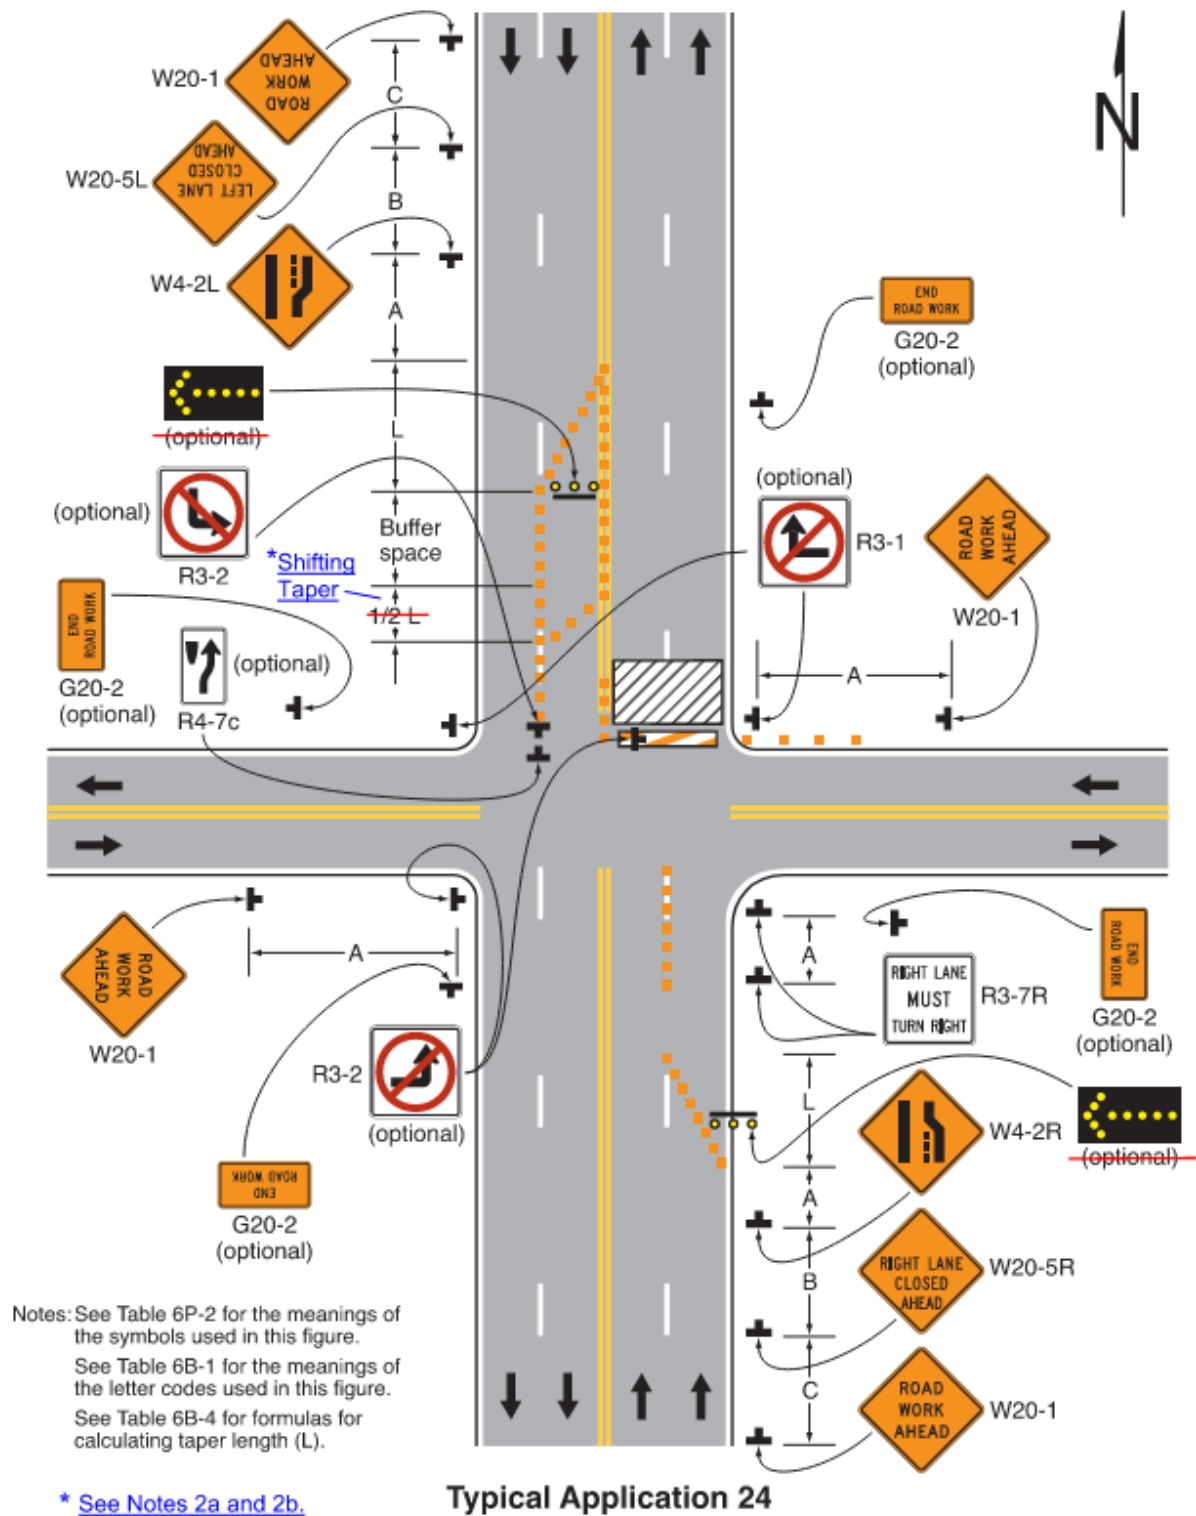 W20-1
ROAD
WORK
AHEAD
C
N
W20-5L
LEFT LANE
CLOSED
AHEAD
B
W4-2L
A
END
ROAD WORK
G20-2
(optional)
(optional)
L
(optional)
R3-2
Buffer
space
*Shifting
Taper
1/2 L
(optional)
R3-1
ROAD
WORK
AHEAD
W20-1
A
END
ROAD WORK
G20-2
(optional)
(optional)
R4-7c
ROAD
WORK
AHEAD
W20-1
A
R3-2
(optional)
END
ROAD WORK
G20-2
(optional)
A
RIGHT LANE
MUST
TURN RIGHT
R3-7R
END
ROAD WORK
G20-2
(optional)
L
W4-2R
(optional)
A
B
RIGHT LANE
CLOSED
AHEAD
W20-5R
C
ROAD
WORK
AHEAD
W20-1
Notes: See Table 6P-2 for the meanings of
the symbols used in this figure.
See Table 6B-1 for the meanings of
the letter codes used in this figure.
See Table 6B-4 for formulas for
calculating taper length (L).
* See Notes 2a and 2b.
Typical Application 24